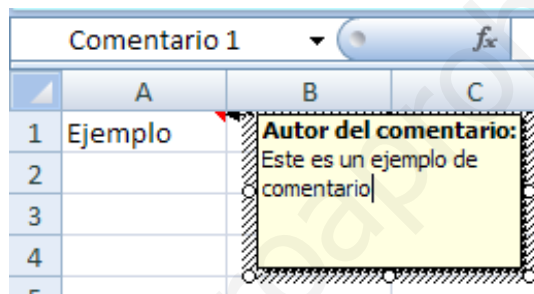 Comentario 1 fx
A B C
1 Ejemplo
Autor del comentario:
Este es un ejemplo de
comentario
2
3
4